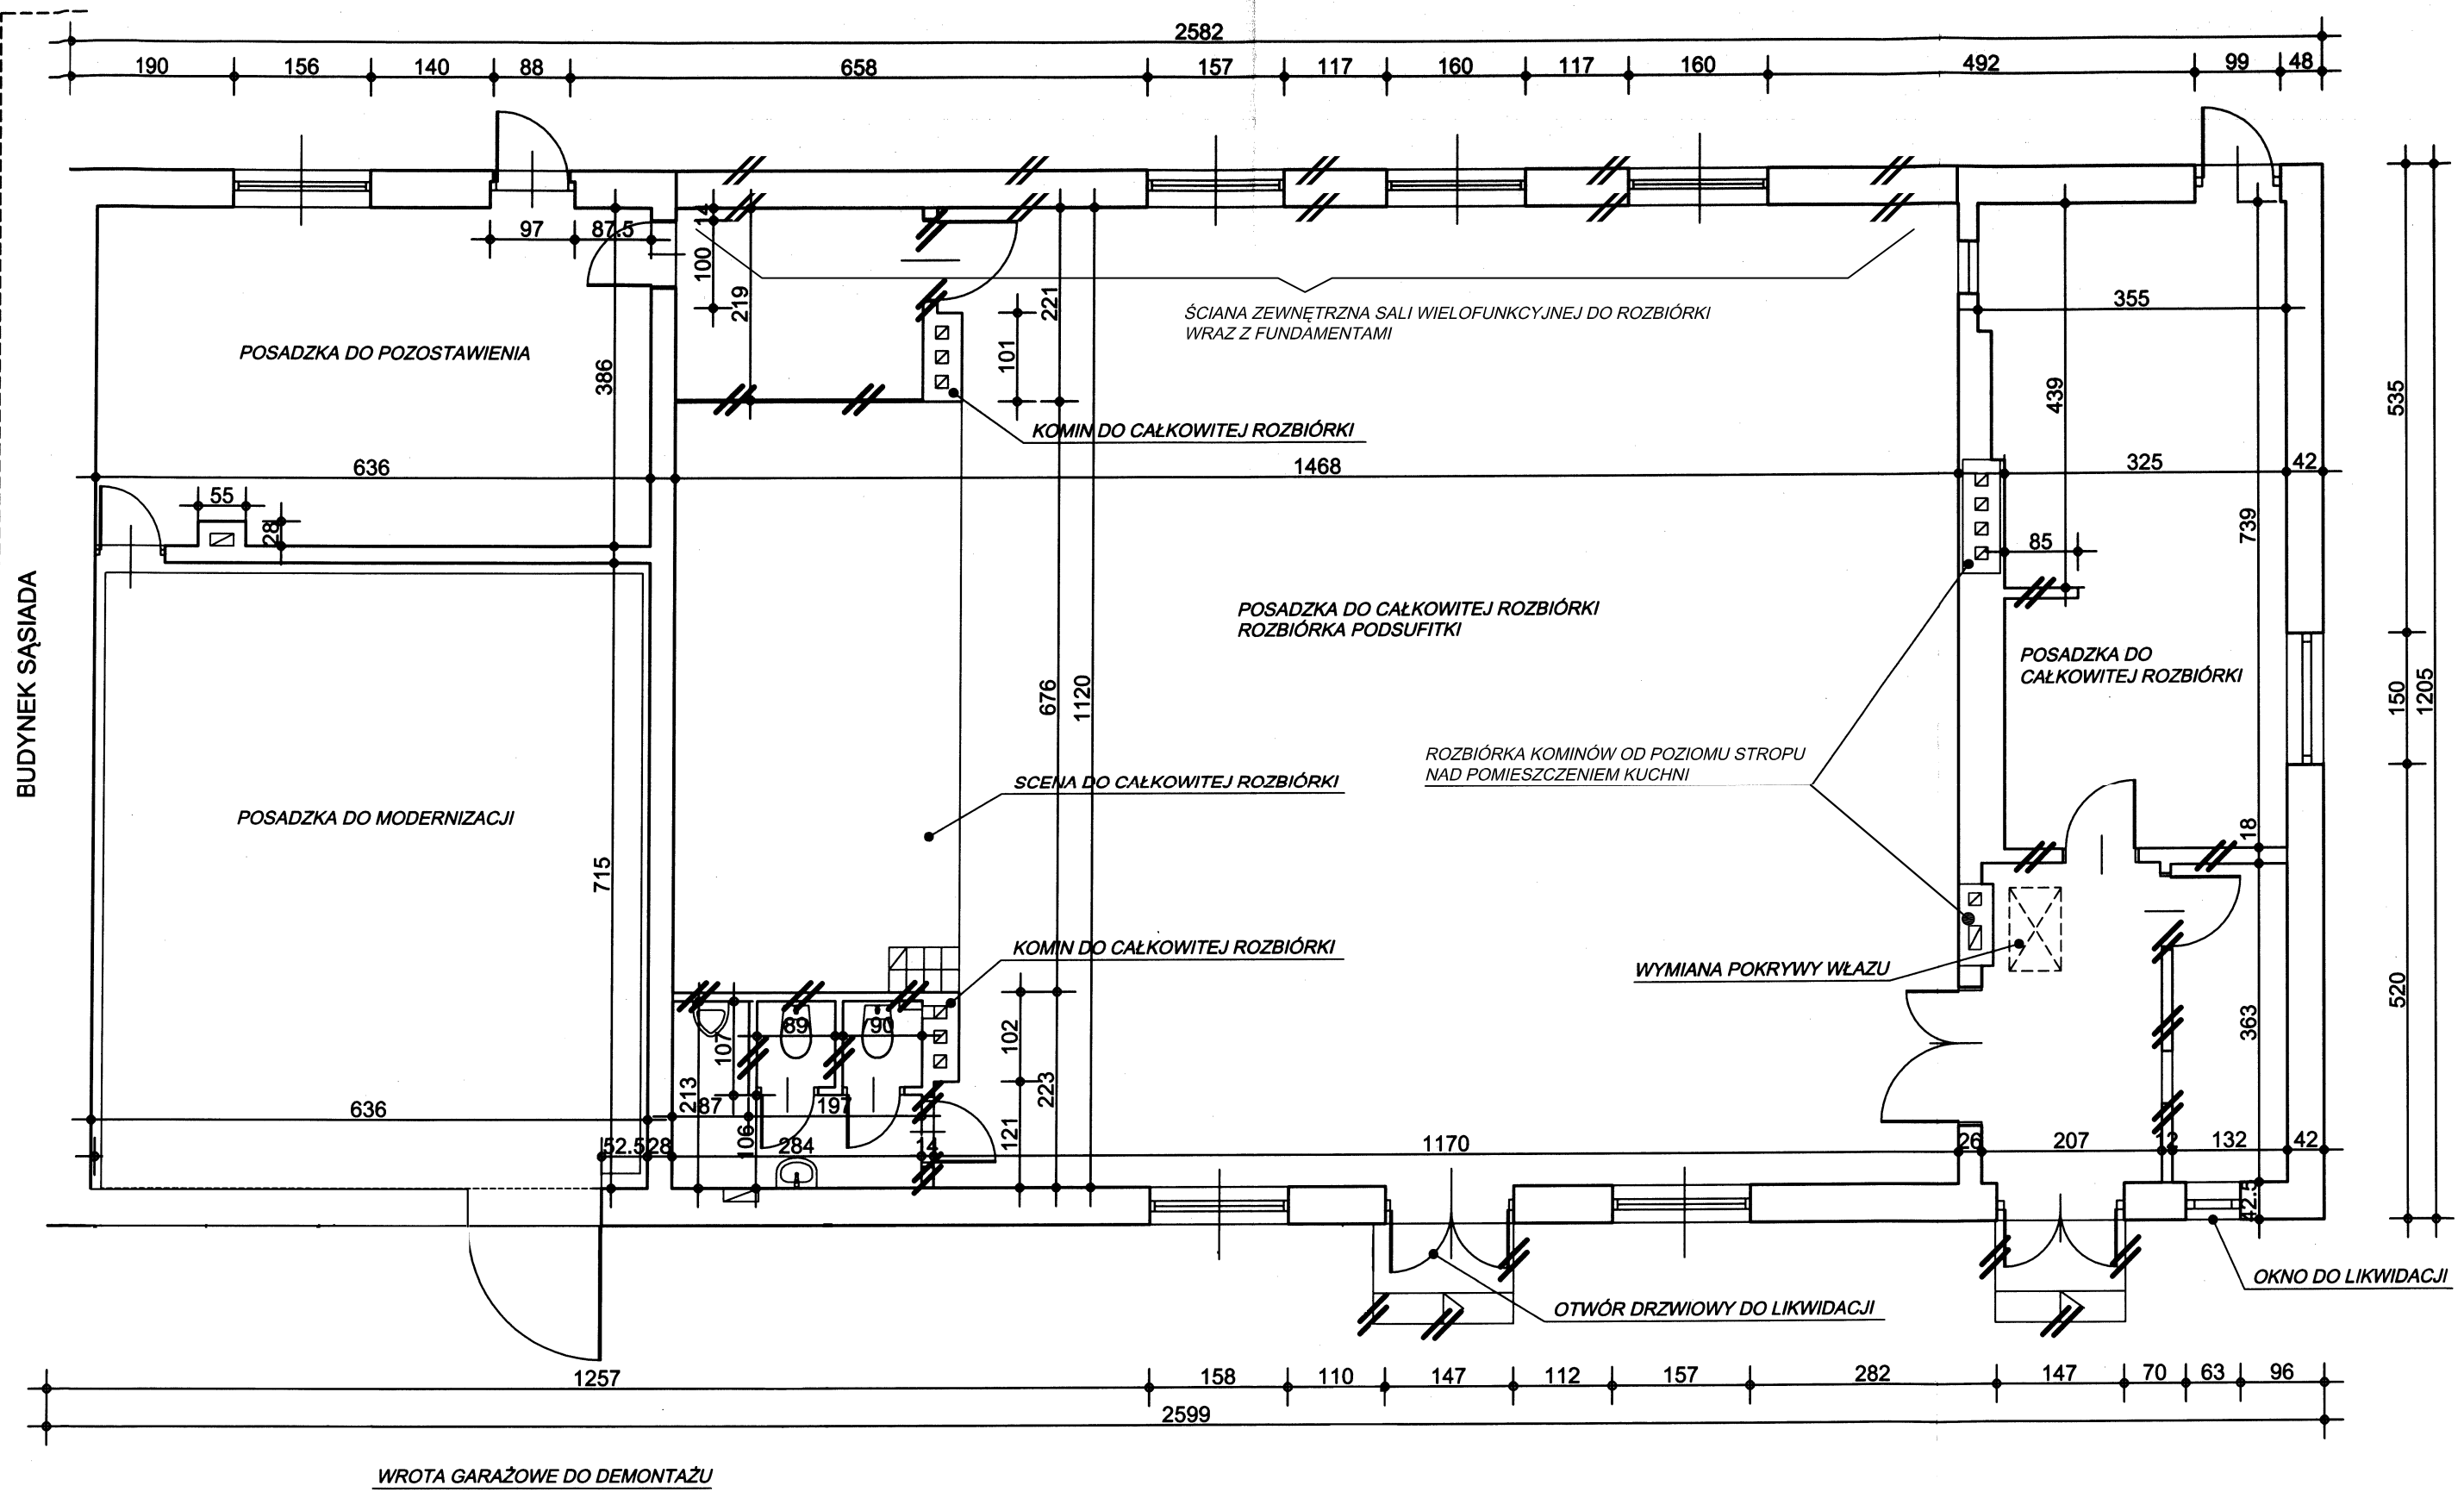 2582
190 156 140 88 658 157 117 160 117 160 492 99 48
97 87.5 14
100
219
221
101
386
ŚCIANA ZEWNĘTRZNA SALI WIELOFUNKCYJNEJ DO ROZBIÓRKI
WRAZ Z FUNDAMENTAMI
355
439
535
POSADZKA DO POZOSTAWIENIA
KOMIN DO CAŁKOWITEJ ROZBIÓRKI
636 1468 325 42
55
28
739
85
BUDYNEK SĄSIADA
POSADZKA DO CAŁKOWITEJ ROZBIÓRKI
ROZBIÓRKA PODSUFITKI
POSADZKA DO
CAŁKOWITEJ ROZBIÓRKI
676
1120
150
1205
ROZBIÓRKA KOMINÓW OD POZIOMU STROPU
NAD POMIESZCZENIEM KUCHNI
SCENA DO CAŁKOWITEJ ROZBIÓRKI
POSADZKA DO MODERNIZACJI
18
715
KOMIN DO CAŁKOWITEJ ROZBIÓRKI
WYMIANA POKRYWY WŁAZU
520
363
89 90
107
102
213
223
636 87 197
106
121
52.5 28 284 14 1170 26 207 12 132 42
42.5
OKNO DO LIKWIDACJI
OTWÓR DRZWIOWY DO LIKWIDACJI
1257 158 110 147 112 157 282 147 70 63 96
2599
WROTA GARAŻOWE DO DEMONTAŻU